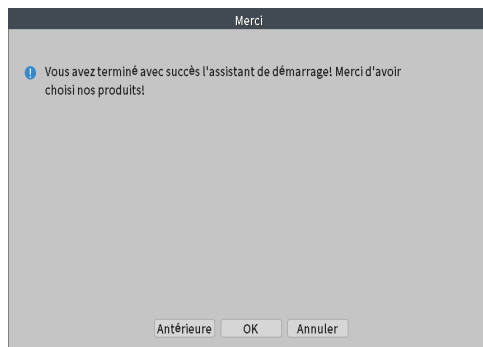 Merci
Vous avez terminé avec succès l'assistant de démarrage! Merci d'avoir
choisi nos produits!
Antérieure OK Annuler